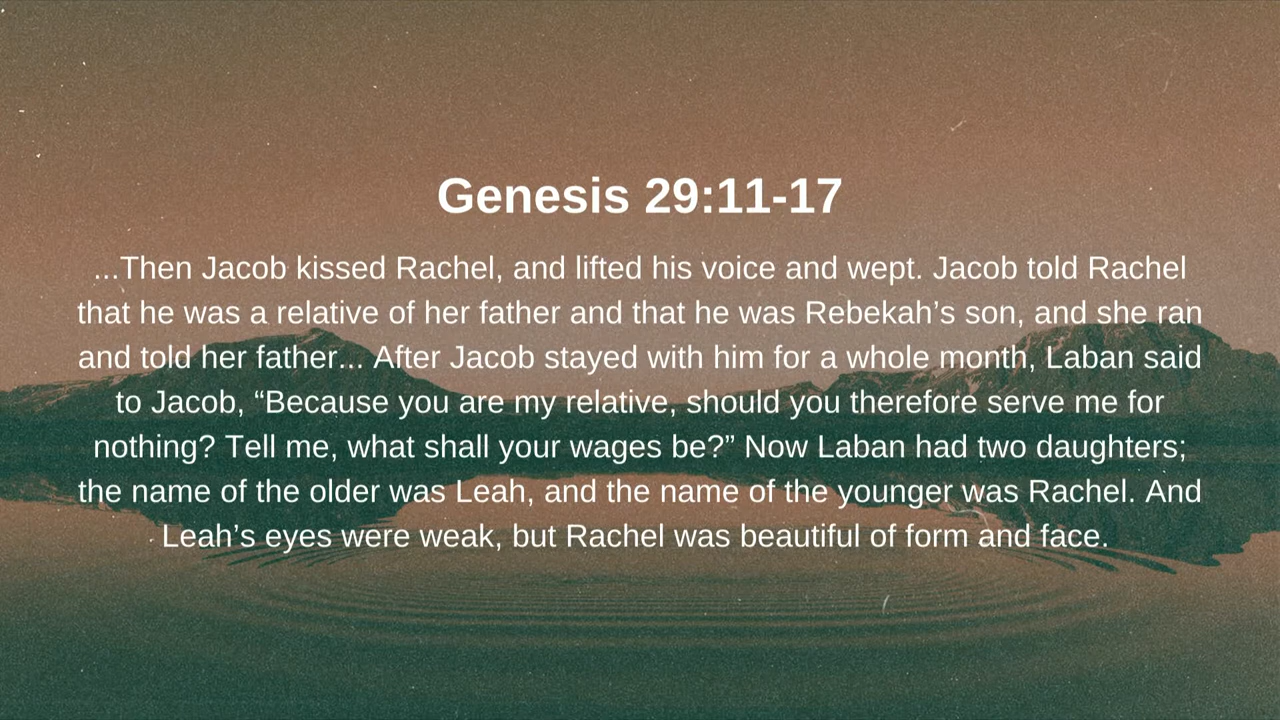 Genesis 29:11-17
...Then Jacob kissed Rachel, and lifted his voice and wept. Jacob told Rachel
that he was a relative of her father and that he was Rebekah’s son, and she ran
and told her father... After Jacob stayed with him for a whole month, Laban said
to Jacob, “Because you are my relative, should you therefore serve me for
nothing? Tell me, what shall your wages be?” Now Laban had two daughters;
the name of the older was Leah, and the name of the younger was Rachel. And
Leah’s eyes were weak, but Rachel was beautiful of form and face.